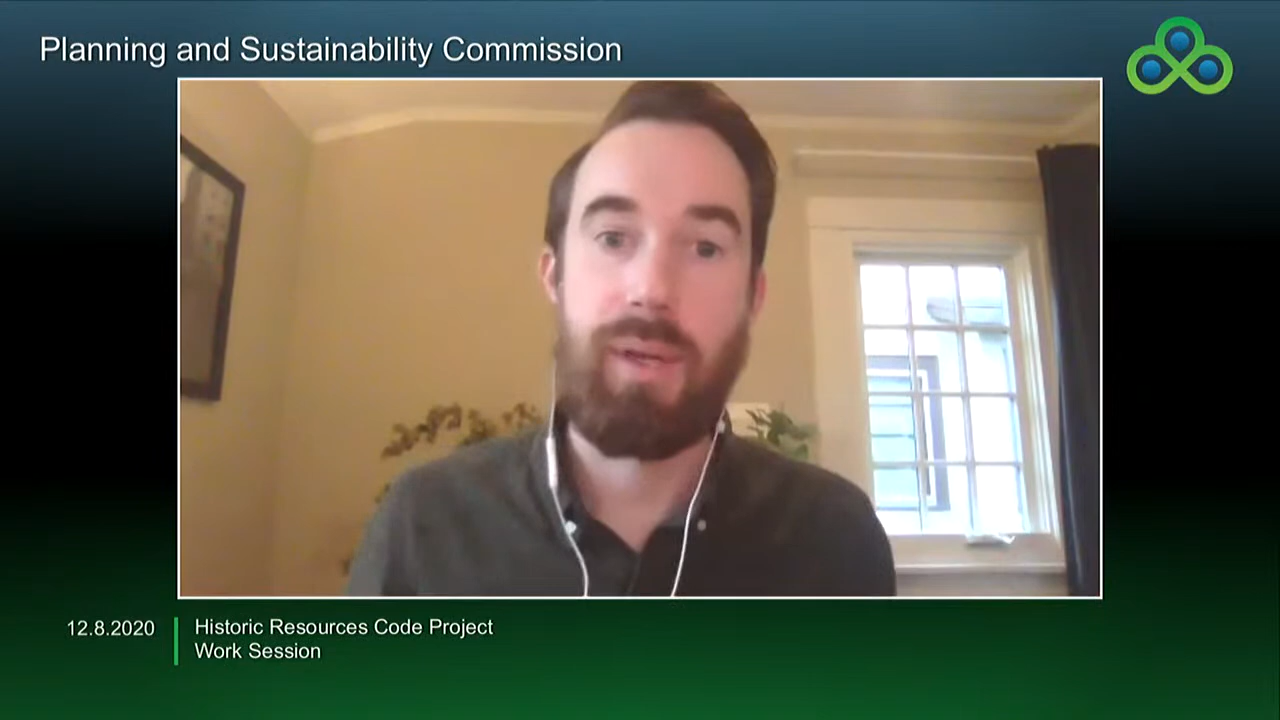 Planning and Sustainability Commission
12.8.2020
Historic Resources Code Project
Work Session